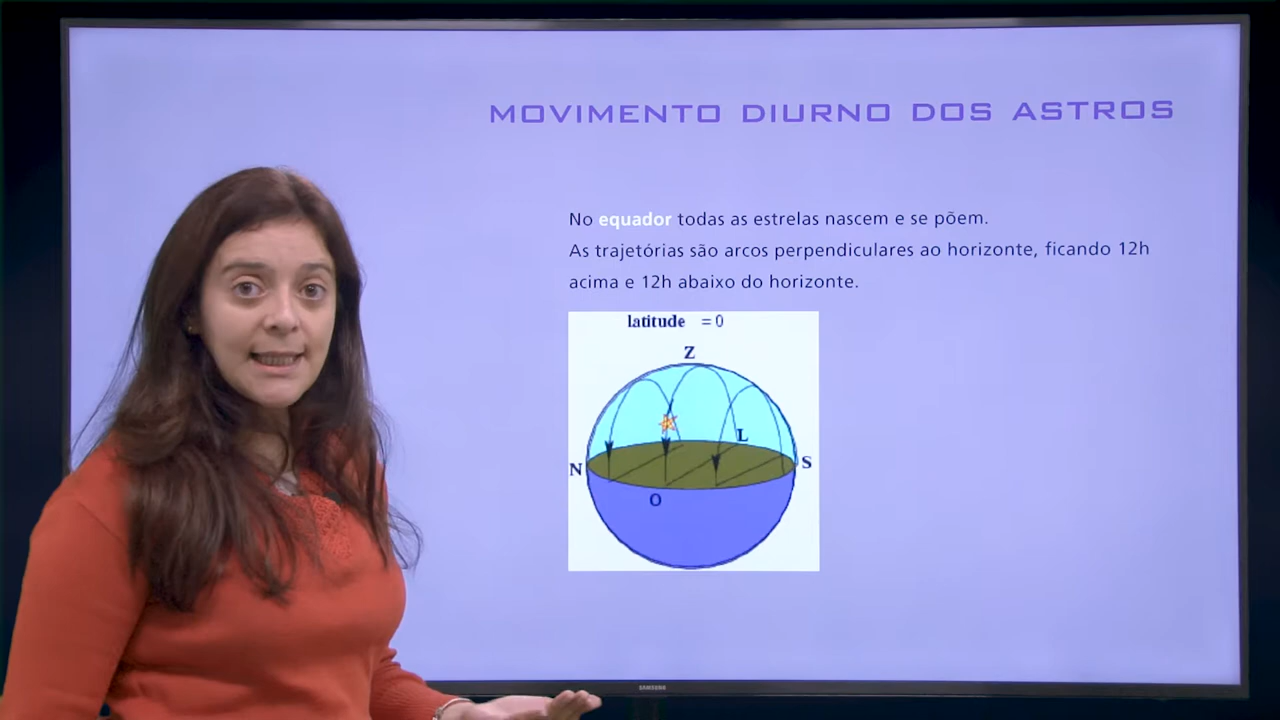 MOVIMENTO DIURNO DOS ASTROS
No equador todas as estrelas nascem e se põem.
As trajetórias são arcos perpendiculares ao horizonte, ficando 12h
acima e 12h abaixo do horizonte.
latitude = 0
Z
L
N
S
O
SAMSUNG